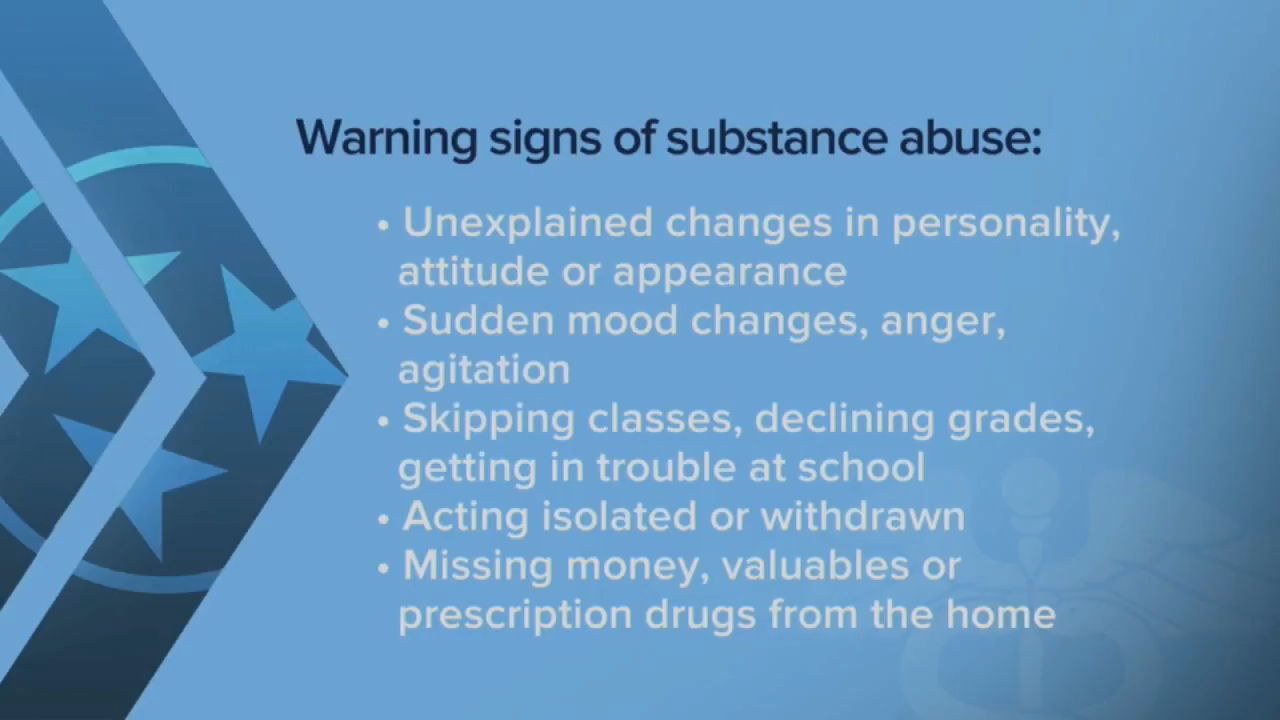 Warning signs of substance abuse:
• Unexplained changes in personality,
attitude or appearance
• Sudden mood changes, anger,
agitation
• Skipping classes, declining grades,
getting in trouble at school
• Acting isolated or withdrawn
• Missing money, valuables or
prescription drugs from the home